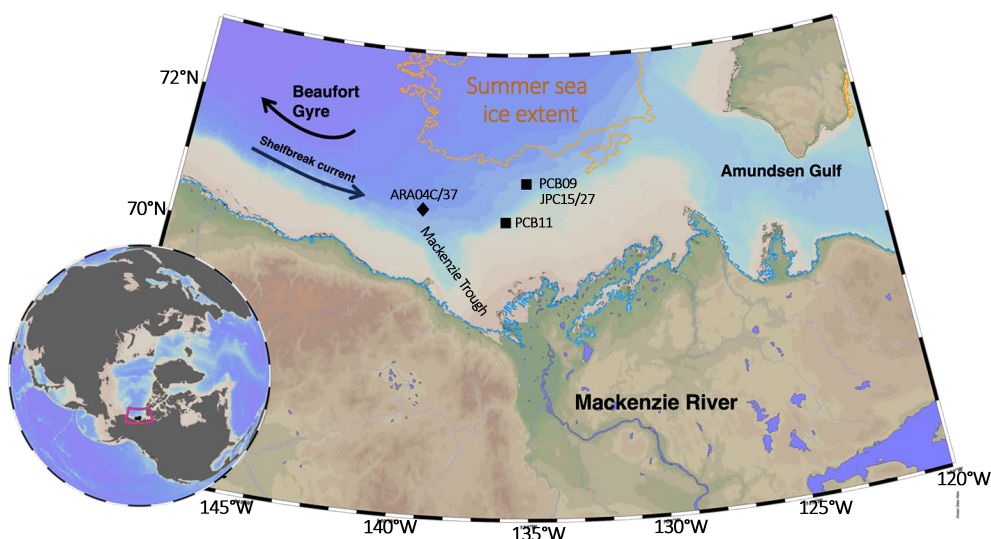 72°N
Beaufort
Gyre
Summer sea
ice extent
Shelfbreak current
Amundsen Gulf
ARA04C/37
PCB09
JPC15/27
70°N
PCB11
Mackenzie Trough
Mackenzie River
145°W
140°W
135°W
130°W
125°W
120°W